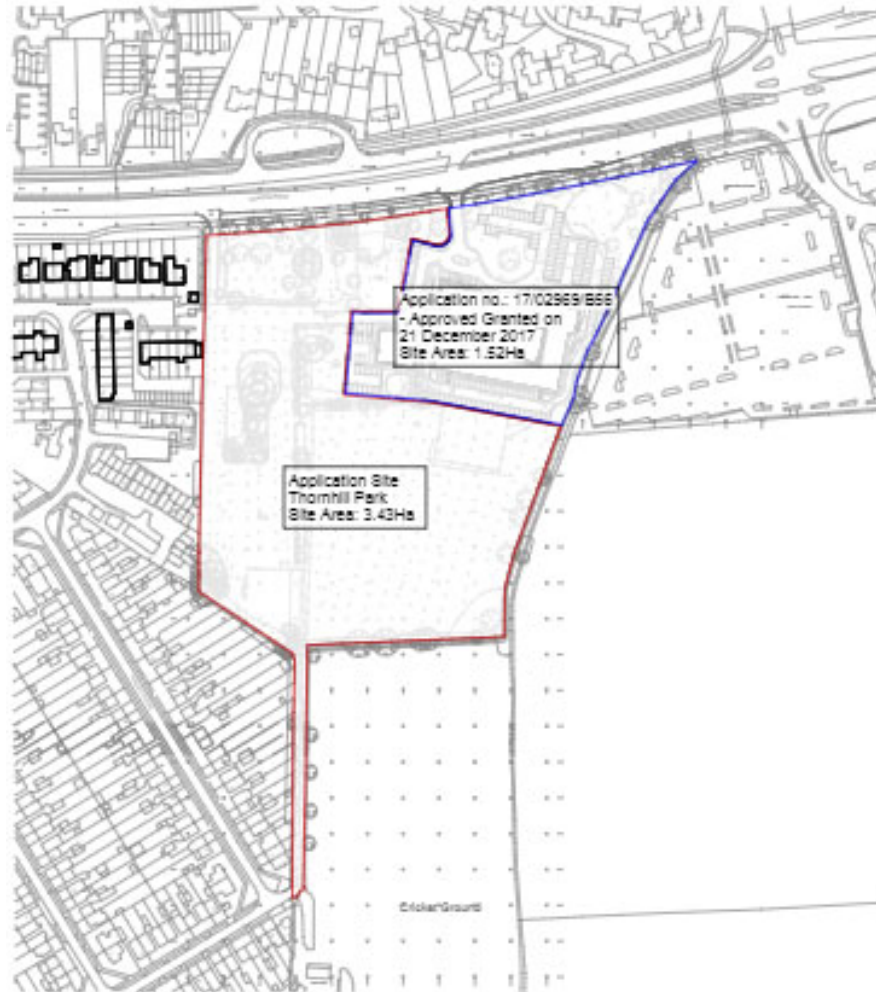 Application no.: 17/02969/B56
- Approved Granted on
21 December 2017
Site Area: 1.52Ha
Application Site
Thornhill Park
Site Area: 3.43Ha
Cricket Ground